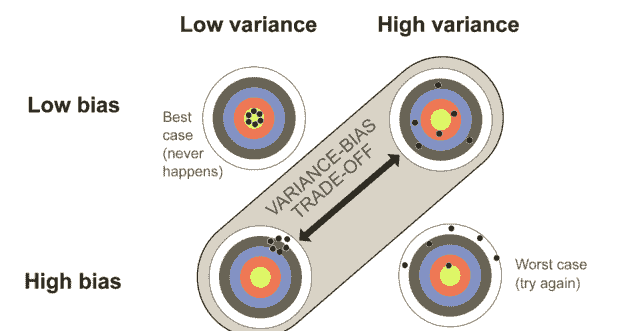 Low variance
High variance
Low bias
Best
case
(never
happens)
VARIANCE-BIAS
TRADE-OFF
High bias
Worst case
(try again)